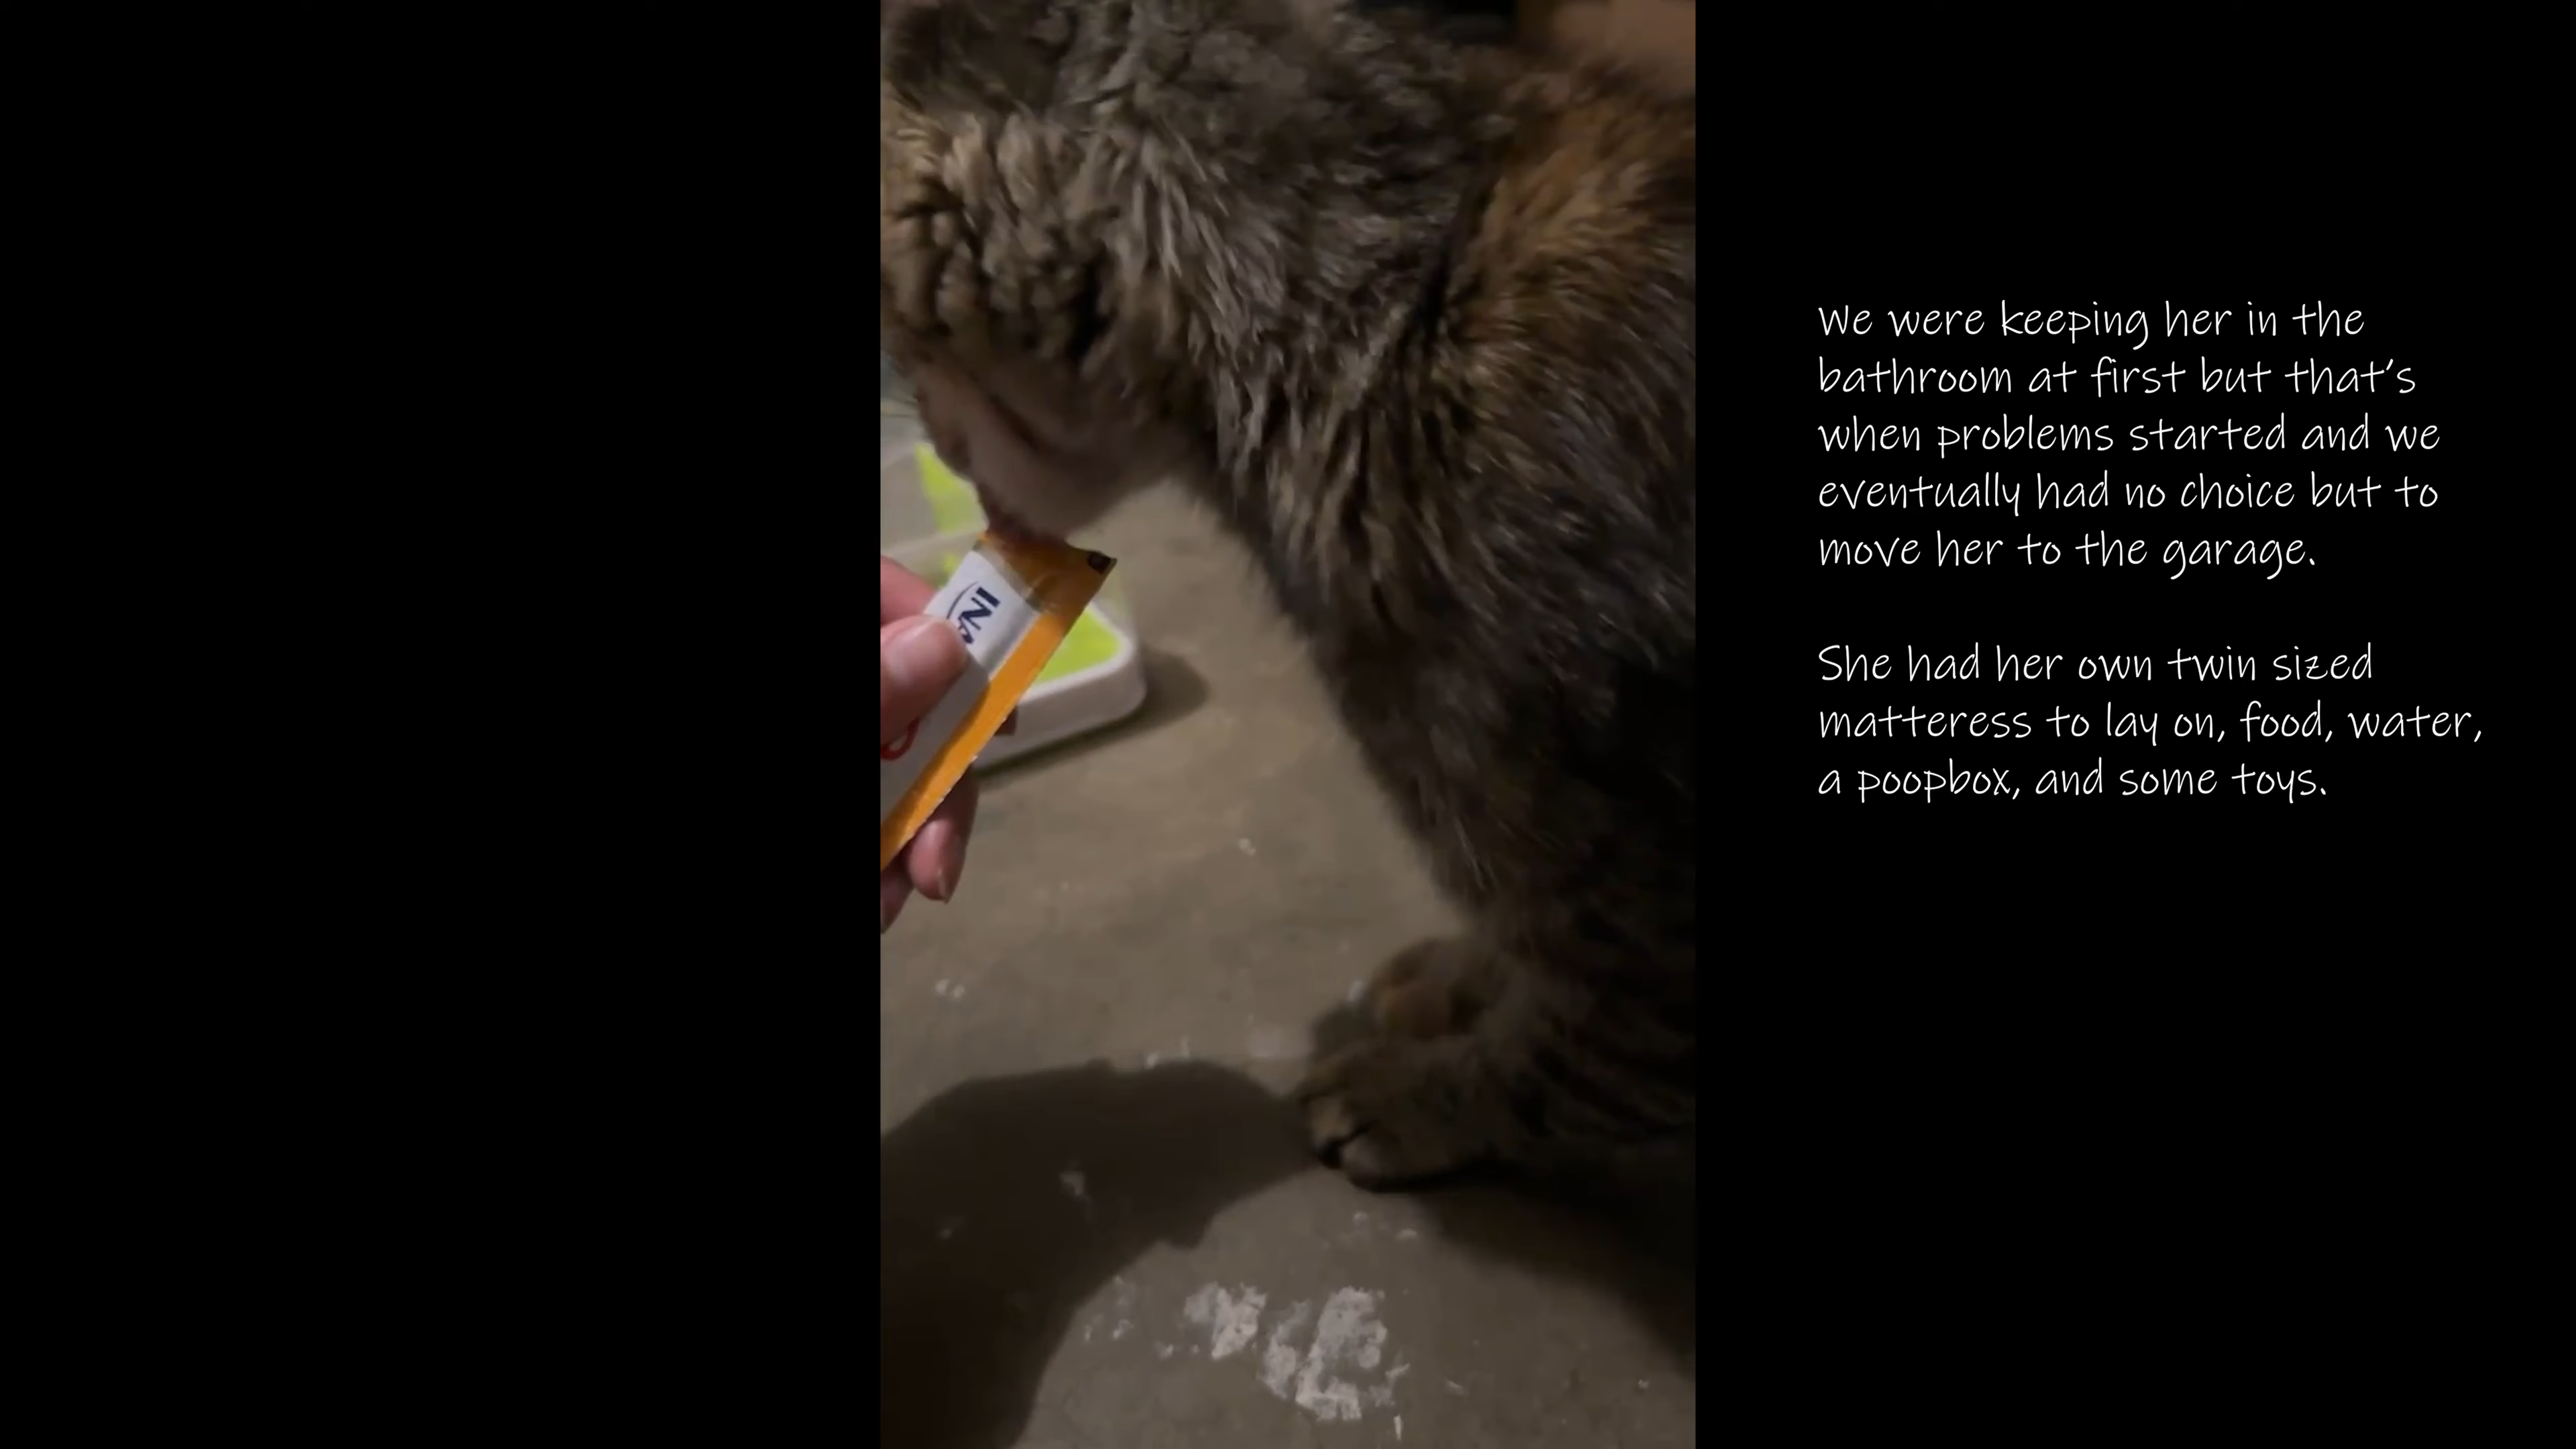 We were keeping her in the
bathroom at first but that's
when problems started and we
eventually had no choice but to
move her to the garage.
She had her own twin sized
matteress to lay on, food, water,
a poopbox, and some toys.
INA